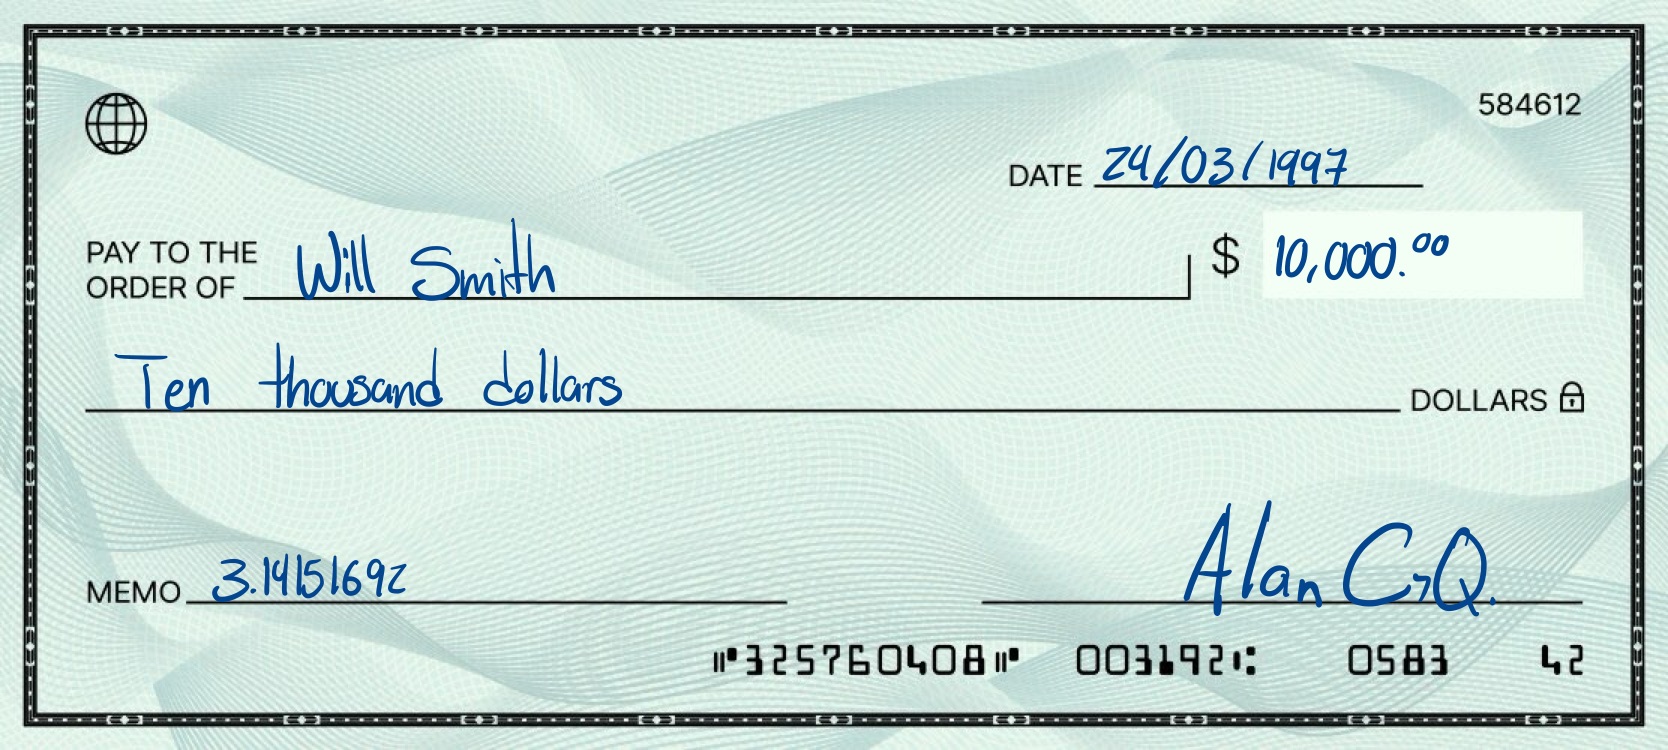 584612
DATE 24/03/1997
PAY TO THE
ORDER OF Will Smith $ 10,000.00
Ten thousand dollars DOLLARS
MEMO 3.14151692 Alan C,Q.
325760408 003192 0583 42